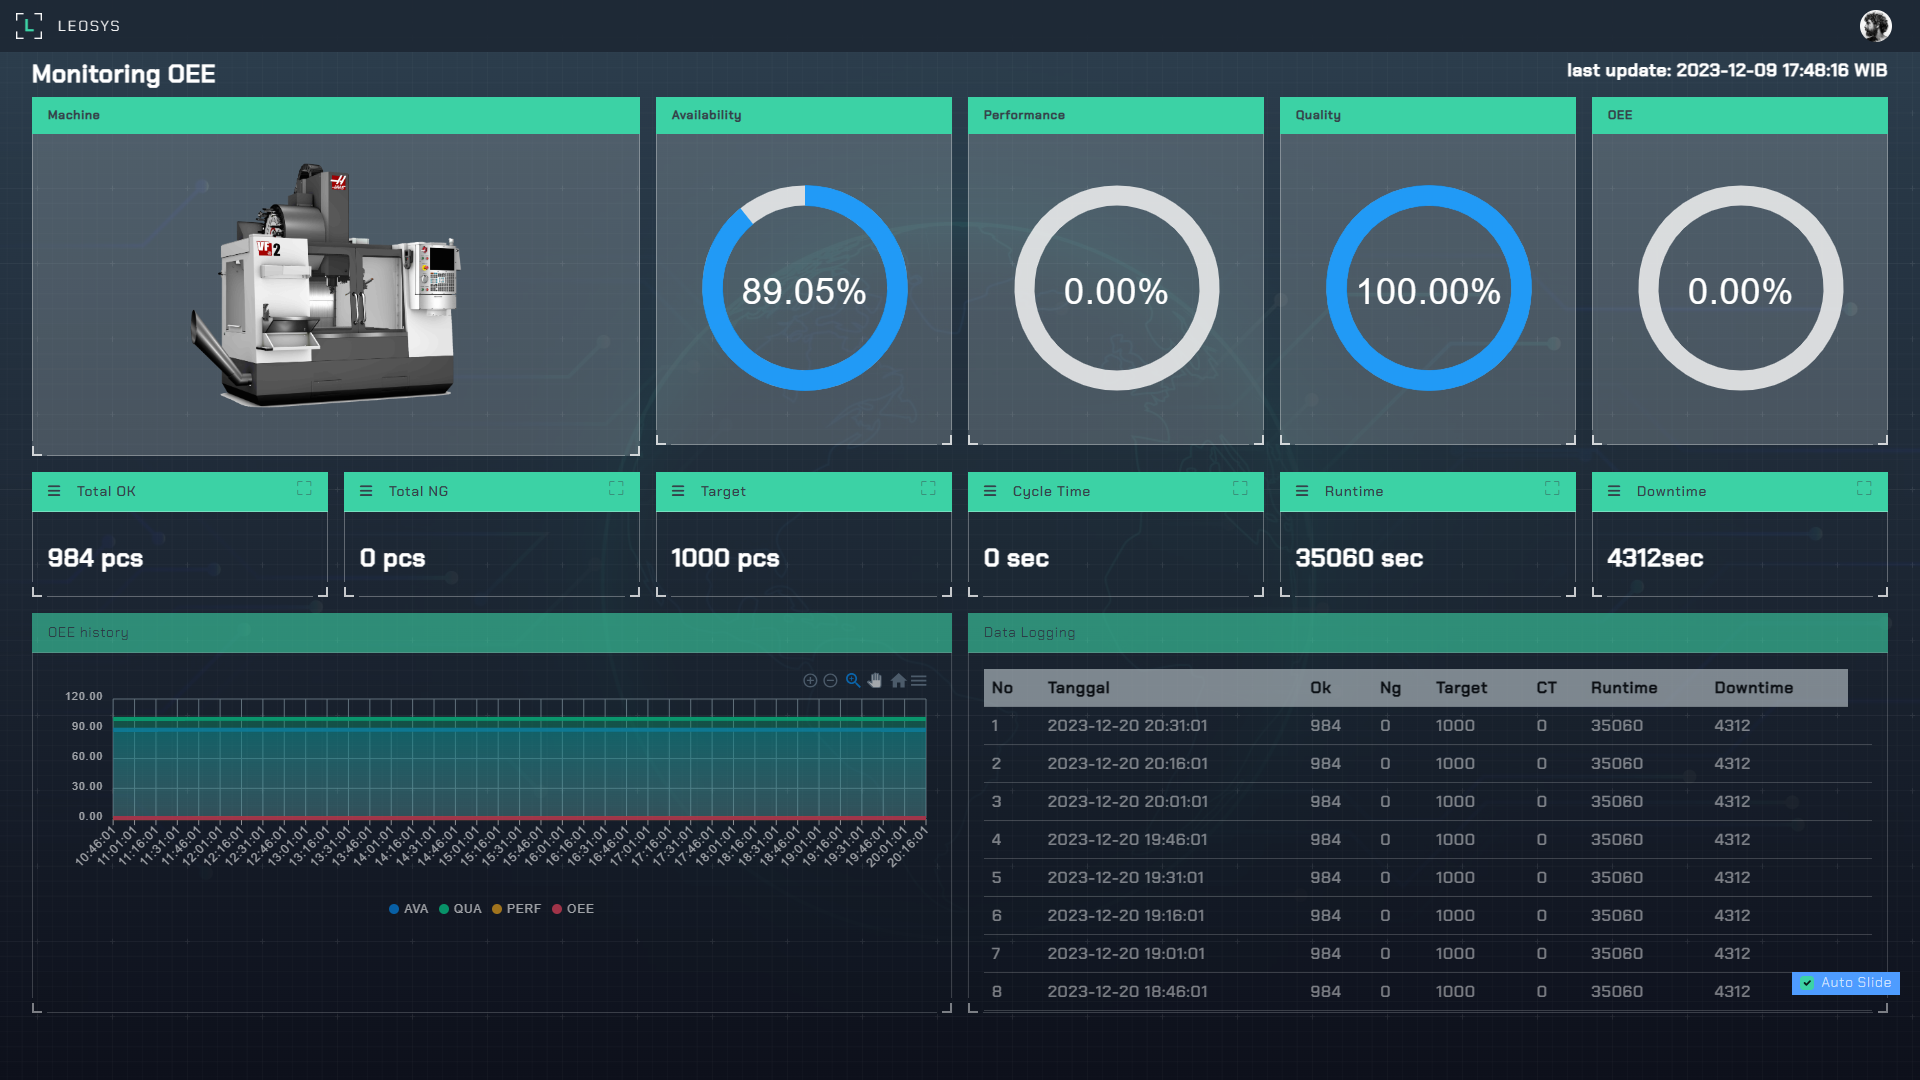 L LEOSYS
Monitoring OEE
last update: 2023-12-09 17:48:16 WIB
Machine
Availability
Performance
Quality
OEE
VF 2
89.05%
0.00%
100.00%
0.00%
Total OK
Total NG
Target
Cycle Time
Runtime
Downtime
984 pcs
0 pcs
1000 pcs
0 sec
35060 sec
4312sec
OEE history
120.00
90.00
60.00
30.00
0.00
10:46:01
11:01:01
11:16:01
11:31:01
11:46:01
12:01:01
12:16:01
12:31:01
12:46:01
13:01:01
13:16:01
13:31:01
13:46:01
14:01:01
14:16:01
14:31:01
14:46:01
15:01:01
15:16:01
15:31:01
15:46:01
16:01:01
16:16:01
16:31:01
16:46:01
17:01:01
17:16:01
17:31:01
17:46:01
18:01:01
18:16:01
18:31:01
18:46:01
19:01:01
19:16:01
19:31:01
19:46:01
20:01:01
20:16:01
AVA QUA PERF OEE
Data Logging
No Tanggal Ok Ng Target CT Runtime Downtime
1 2023-12-20 20:31:01 984 0 1000 0 35060 4312
2 2023-12-20 20:16:01 984 0 1000 0 35060 4312
3 2023-12-20 20:01:01 984 0 1000 0 35060 4312
4 2023-12-20 19:46:01 984 0 1000 0 35060 4312
5 2023-12-20 19:31:01 984 0 1000 0 35060 4312
6 2023-12-20 19:16:01 984 0 1000 0 35060 4312
7 2023-12-20 19:01:01 984 0 1000 0 35060 4312
8 2023-12-20 18:46:01 984 0 1000 0 35060 4312
Auto Slide